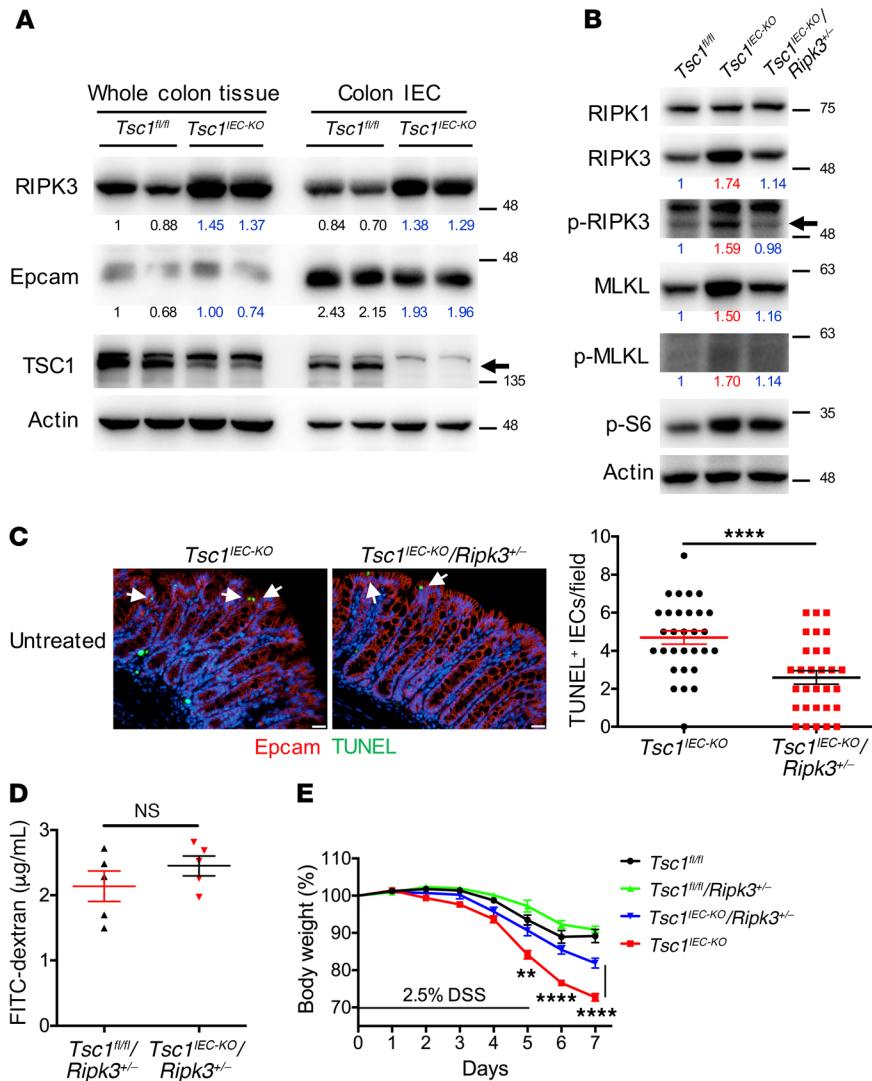 A
Whole colon tissue Colon IEC
Tsc1fl/fl Tsc1IEC-KO Tsc1fl/fl Tsc1IEC-KO
RIPK3
48
1 0.88 1.45 1.37 0.84 0.70 1.38 1.29
48
Epcam
1 0.68 1.00 0.74 2.43 2.15 1.93 1.96
TSC1
135
Actin
48
B
Tsc1fl/fl
Tsc1IEC-KO
Tsc1IEC-KO/
Ripk3+/–
RIPK1
75
RIPK3
48
1 1.74 1.14
p-RIPK3
48
1 1.59 0.98
63
MLKL
1 1.50 1.16
63
p-MLKL
1 1.70 1.14
35
p-S6
Actin
48
C
Tsc1IEC-KO Tsc1IEC-KO/Ripk3+/–
Untreated
Epcam TUNEL
TUNEL+ IECs/field
10
8
6
4
2
0
****
Tsc1IEC-KO
Tsc1IEC-KO/
Ripk3+/–
D
NS
FITC-dextran (μg/mL)
3
2
1
0
Tsc1fl/fl/
Ripk3+/–
Tsc1IEC-KO/
Ripk3+/–
E
Body weight (%)
110
100
90
80
70
2.5% DSS
**
****
****
0 1 2 3 4 5 6 7
Days
Tsc1fl/fl
Tsc1fl/fl/Ripk3+/–
Tsc1IEC-KO/Ripk3+/–
Tsc1IEC-KO